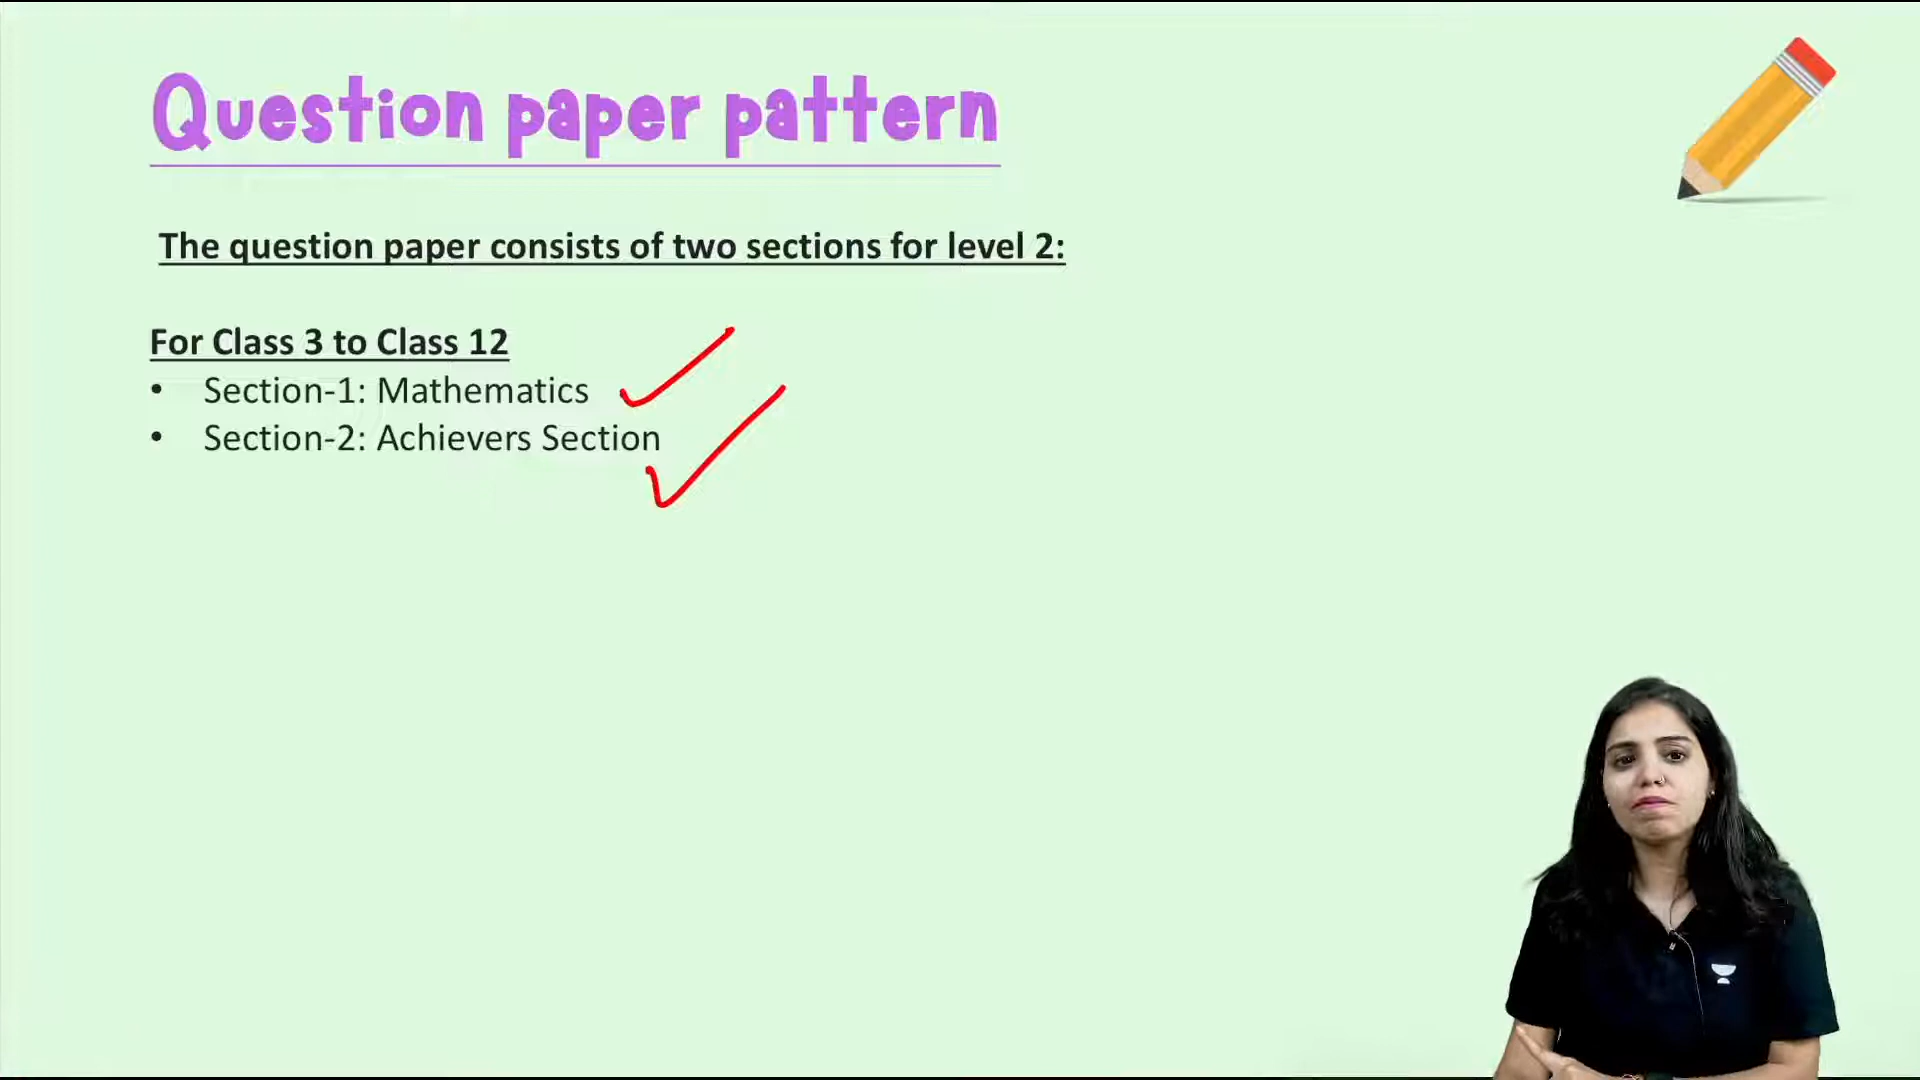 Question paper pattern
The question paper consists of two sections for level 2:
For Class 3 to Class 12
• Section-1: Mathematics
• Section-2: Achievers Section